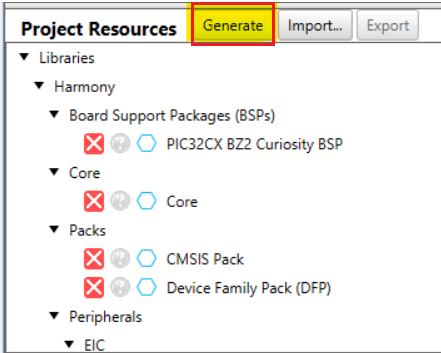 Project Resources Generate Import... Export
Libraries
Harmony
Board Support Packages (BSPs)
PIC32CX BZ2 Curiosity BSP
Core
Core
Packs
CMSIS Pack
Device Family Pack (DFP)
Peripherals
EIC